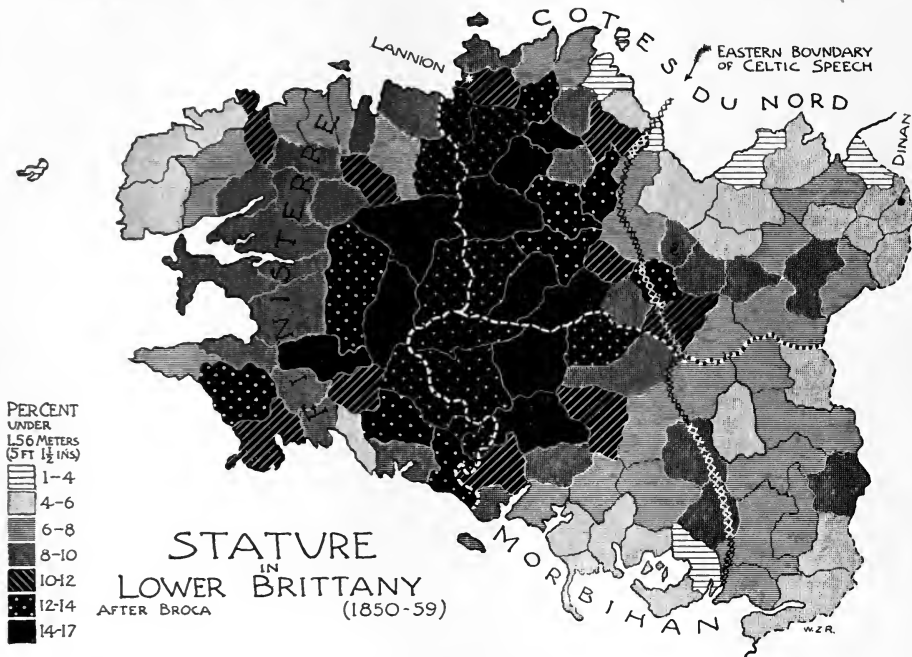 COTES DU NORD
LANNION
EASTERN BOUNDARY
OF CELTIC SPEECH
DINAN
FINISTERRE
PER CENT
UNDER
1.56 METERS
(5 FT 1½ INS)
1-4
4-6
6-8
8-10
10-12
12-14
14-17
STATURE
IN
LOWER BRITTANY
AFTER BROCA
(1850-59)
MORBIHAN
W.Z.R.